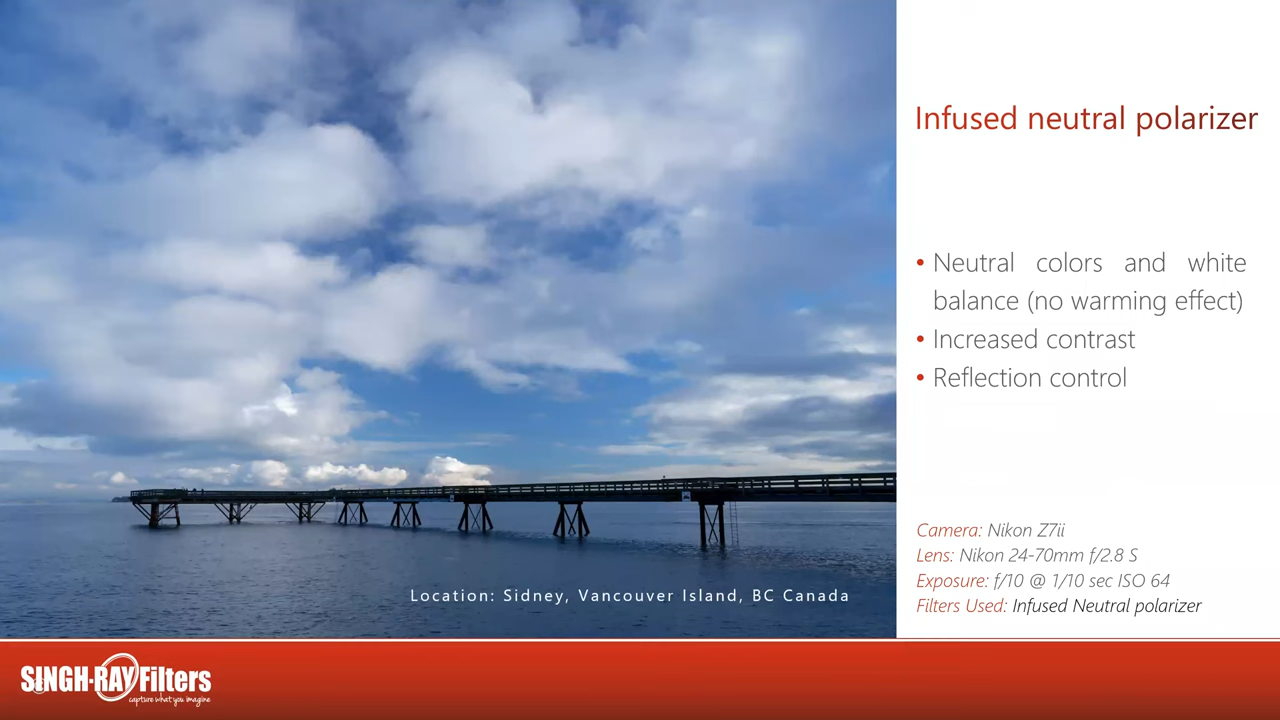 Infused neutral polarizer
• Neutral colors and white
balance (no warming effect)
• Increased contrast
• Reflection control
Camera: Nikon Z7ii
Lens: Nikon 24-70mm f/2.8 S
Exposure: f/10 @ 1/10 sec ISO 64
Filters Used: Infused Neutral polarizer
Location: Sidney, Vancouver Island, BC Canada
SINGH-RAY Filters
capture what you imagine